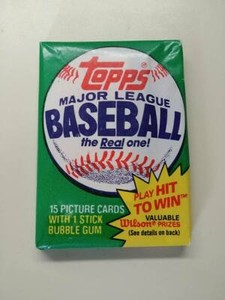 Topps
MAJOR LEAGUE
BASEBALL
the Real one!
PLAY HIT
TO WIN™
VALUABLE
Wilson® PRIZES
(See details on back)
15 PICTURE CARDS
WITH 1 STICK
BUBBLE GUM